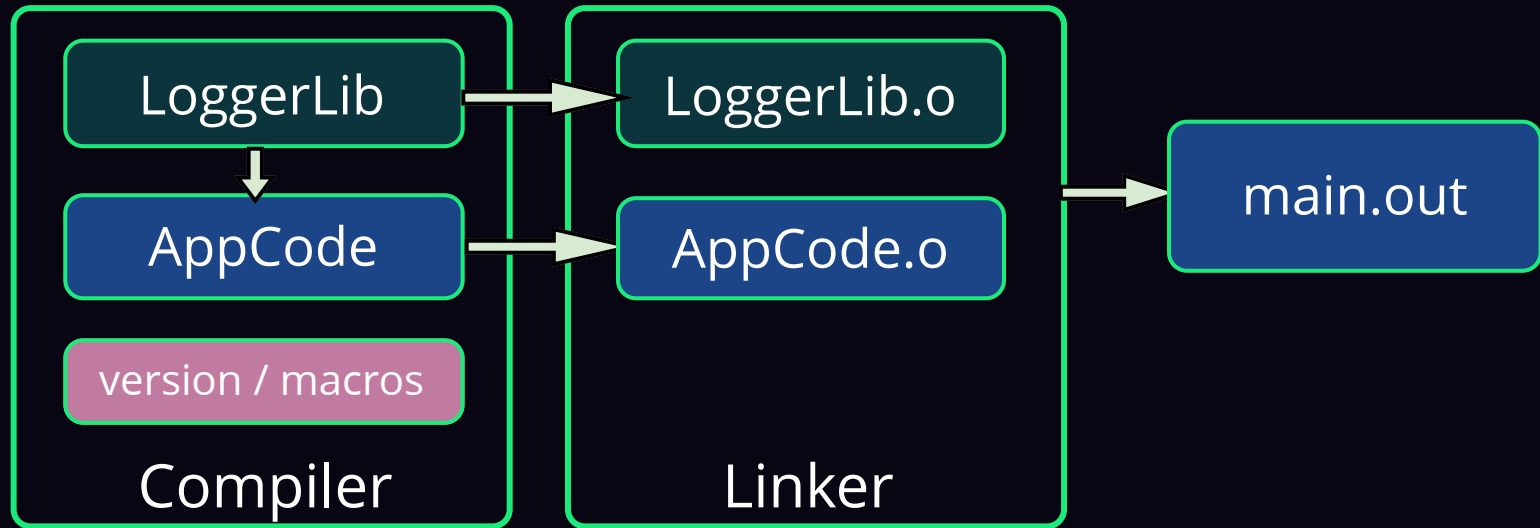 LoggerLib
AppCode
version / macros
Compiler
LoggerLib.o
AppCode.o
Linker
main.out